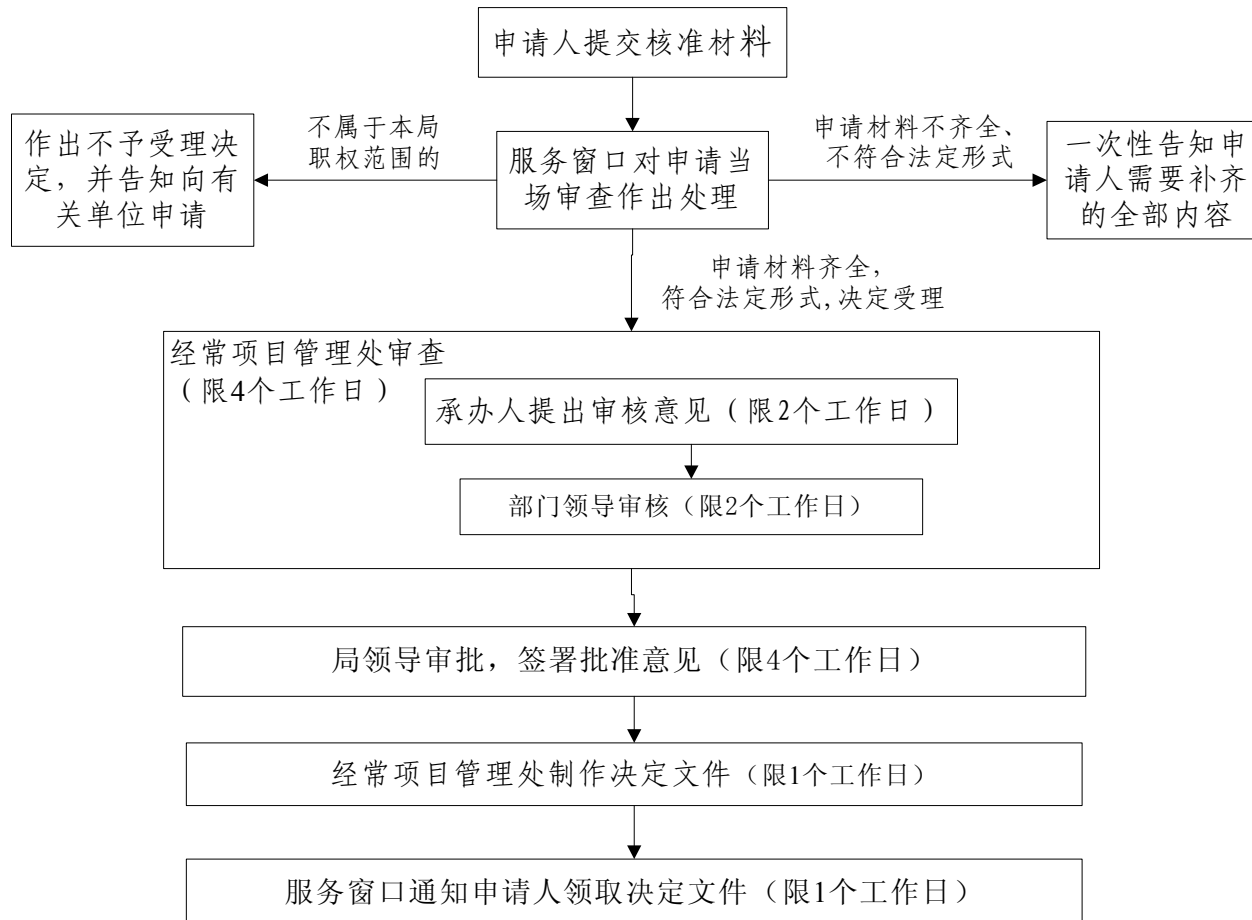 申请人提交核准材料
不属于本局
职权范围的
申请材料不齐全、
不符合法定形式
作出不予受理决
定，并告知向有
关单位申请
服务窗口对申请当
场审查作出处理
一次性告知申
请人需要补齐
的全部内容
申请材料齐全，
符合法定形式,决定受理
经常项目管理处审查
（限4个工作日）
承办人提出审核意见（限2个工作日）
部门领导审核（限2个工作日）
局领导审批，签署批准意见（限4个工作日）
经常项目管理处制作决定文件（限1个工作日）
服务窗口通知申请人领取决定文件（限1个工作日）